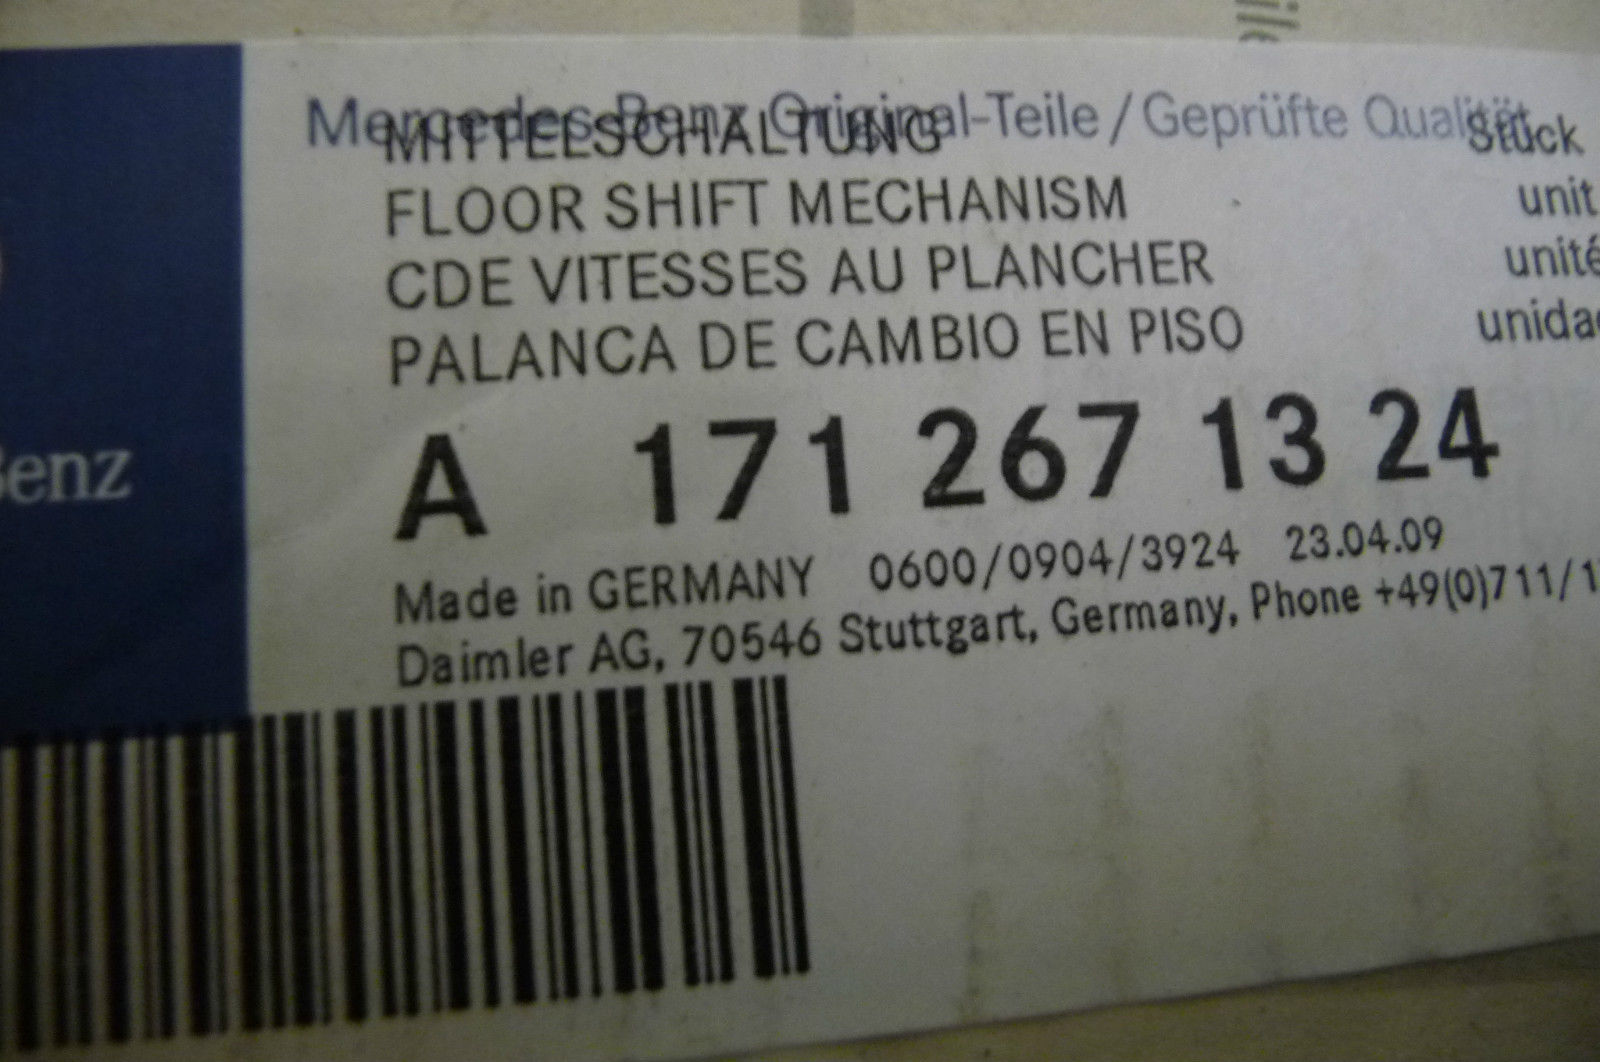 Mercedes-Benz Original-Teile / Geprüfte Qualität
MITTELSCHALTUNG Stück
FLOOR SHIFT MECHANISM unit
CDE VITESSES AU PLANCHER unité
PALANCA DE CAMBIO EN PISO unidad
Benz
A 171 267 13 24
Made in GERMANY 0600/0904/3924 23.04.09
Daimler AG, 70546 Stuttgart, Germany, Phone +49(0)711/1